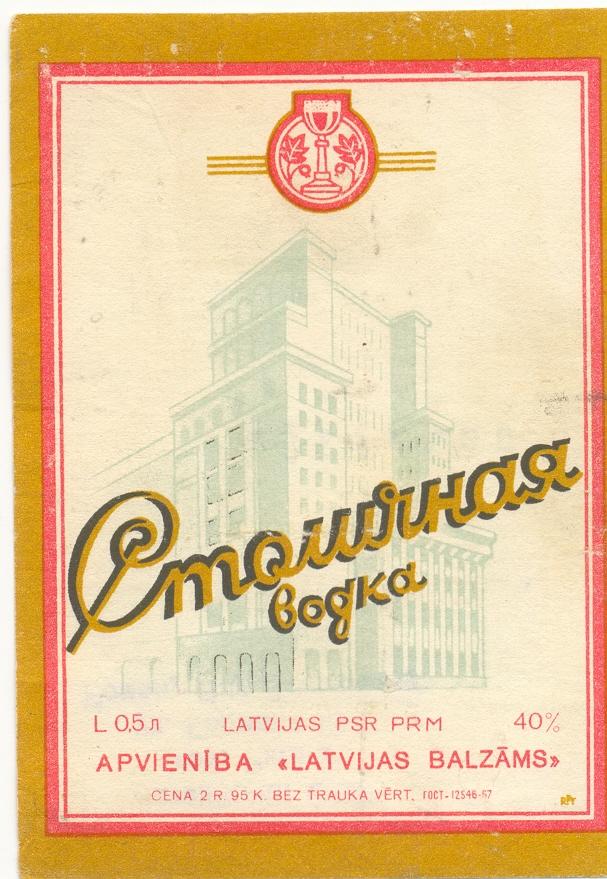 Столичная
водка
L 0,5 л LATVIJAS PSR PRM 40%
APVIENĪBA «LATVIJAS BALZĀMS»
CENA 2 R. 95 K. BEZ TRAUKA VĒRT. ГОСТ-12546-67